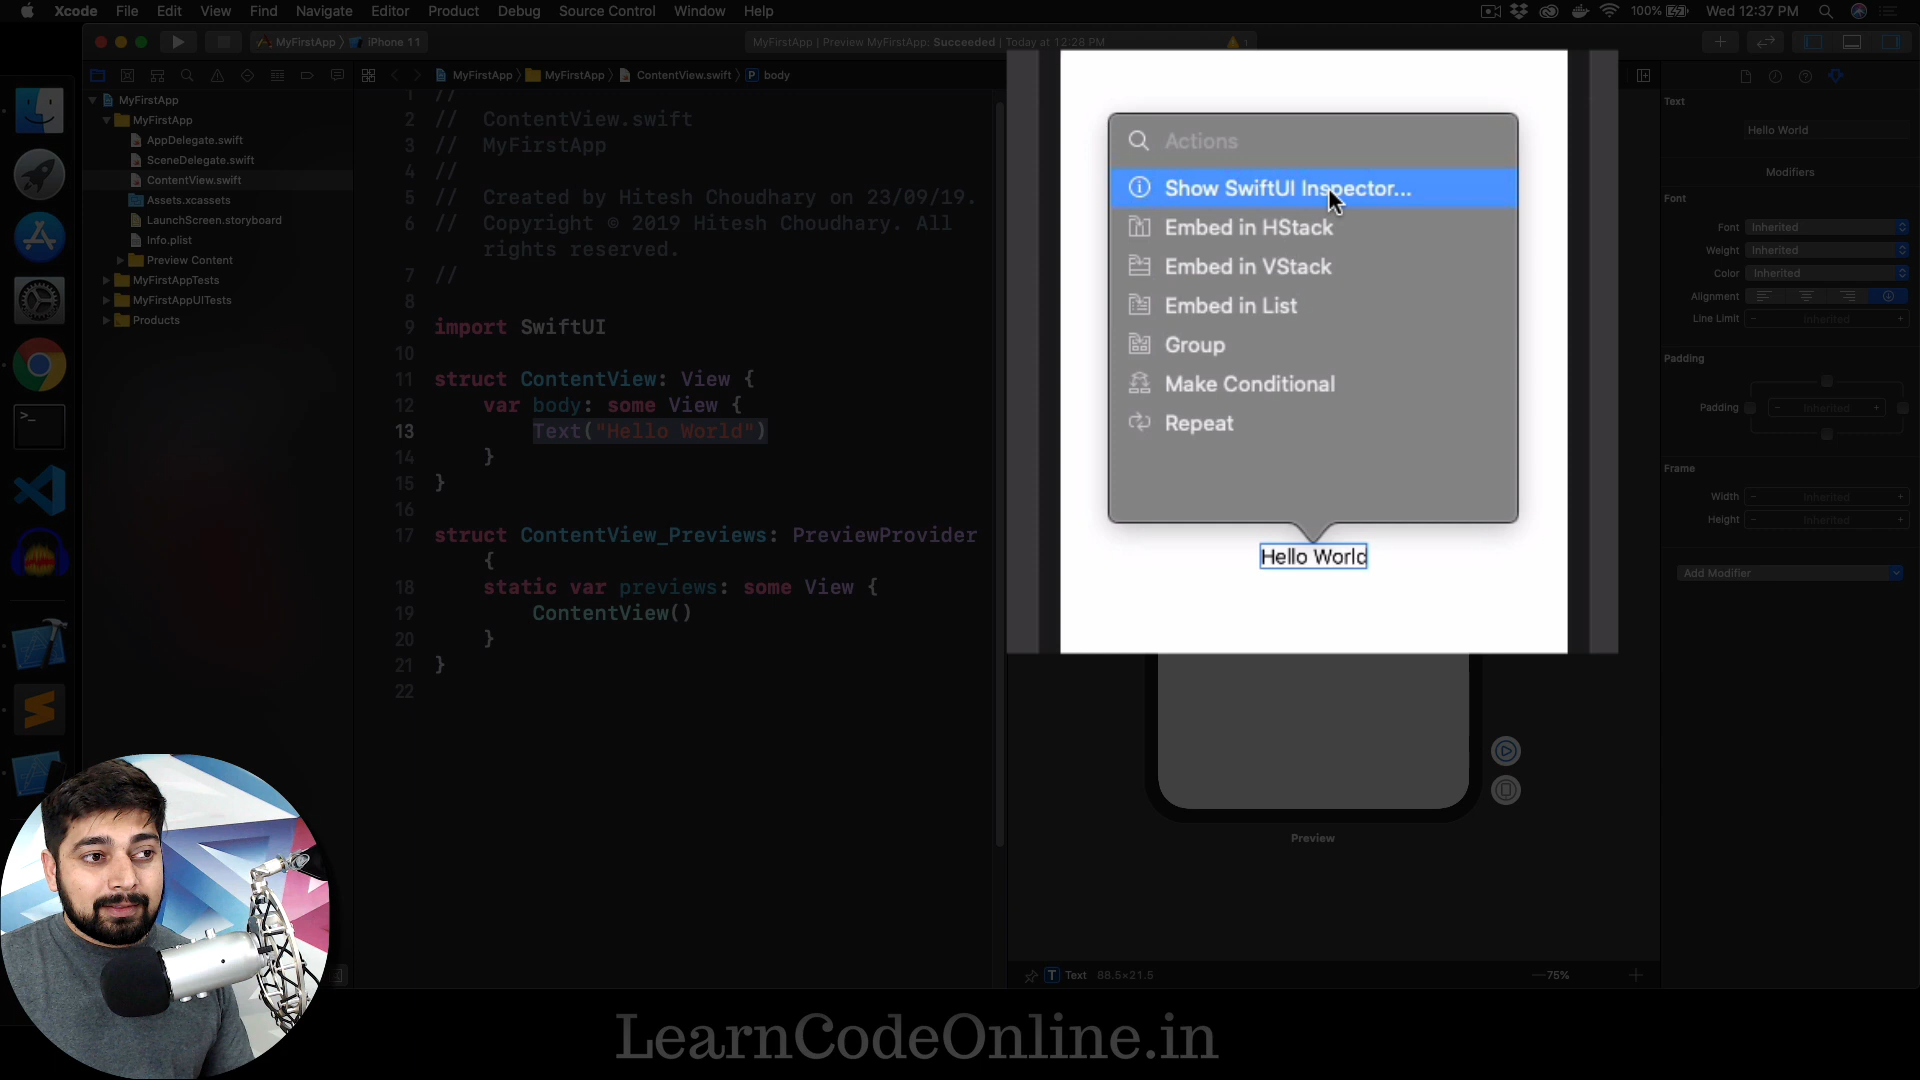 Xcode File Edit View Find Navigate Editor Product Debug Source Control Window Help
100% Wed 12:37 PM
MyFirstApp iPhone 11
MyFirstApp | Preview MyFirstApp: Succeeded | Today at 12:28 PM
MyFirstApp MyFirstApp ContentView.swift P body
MyFirstApp
MyFirstApp
AppDelegate.swift
SceneDelegate.swift
ContentView.swift
Assets.xcassets
LaunchScreen.storyboard
Info.plist
Preview Content
MyFirstAppTests
MyFirstAppUITests
Products
1 //
2 // ContentView.swift
3 // MyFirstApp
4 //
5 // Created by Hitesh Choudhary on 23/09/19.
6 // Copyright © 2019 Hitesh Choudhary. All
rights reserved.
7 //
8
9 import SwiftUI
10
11 struct ContentView: View {
12 var body: some View {
13 Text("Hello World")
14 }
15 }
16
17 struct ContentView_Previews: PreviewProvider
{
18 static var previews: some View {
19 ContentView()
20 }
21 }
22
Actions
Show SwiftUI Inspector...
Embed in HStack
Embed in VStack
Embed in List
Group
Make Conditional
Repeat
Hello World
Preview
T Text 88.5×21.5
75%
Text
Hello World
Modifiers
Font
Font Inherited
Weight Inherited
Color Inherited
Alignment
Line Limit Inherited
Padding
Padding Inherited
Frame
Width Inherited
Height Inherited
Add Modifier
LearnCodeOnline.in